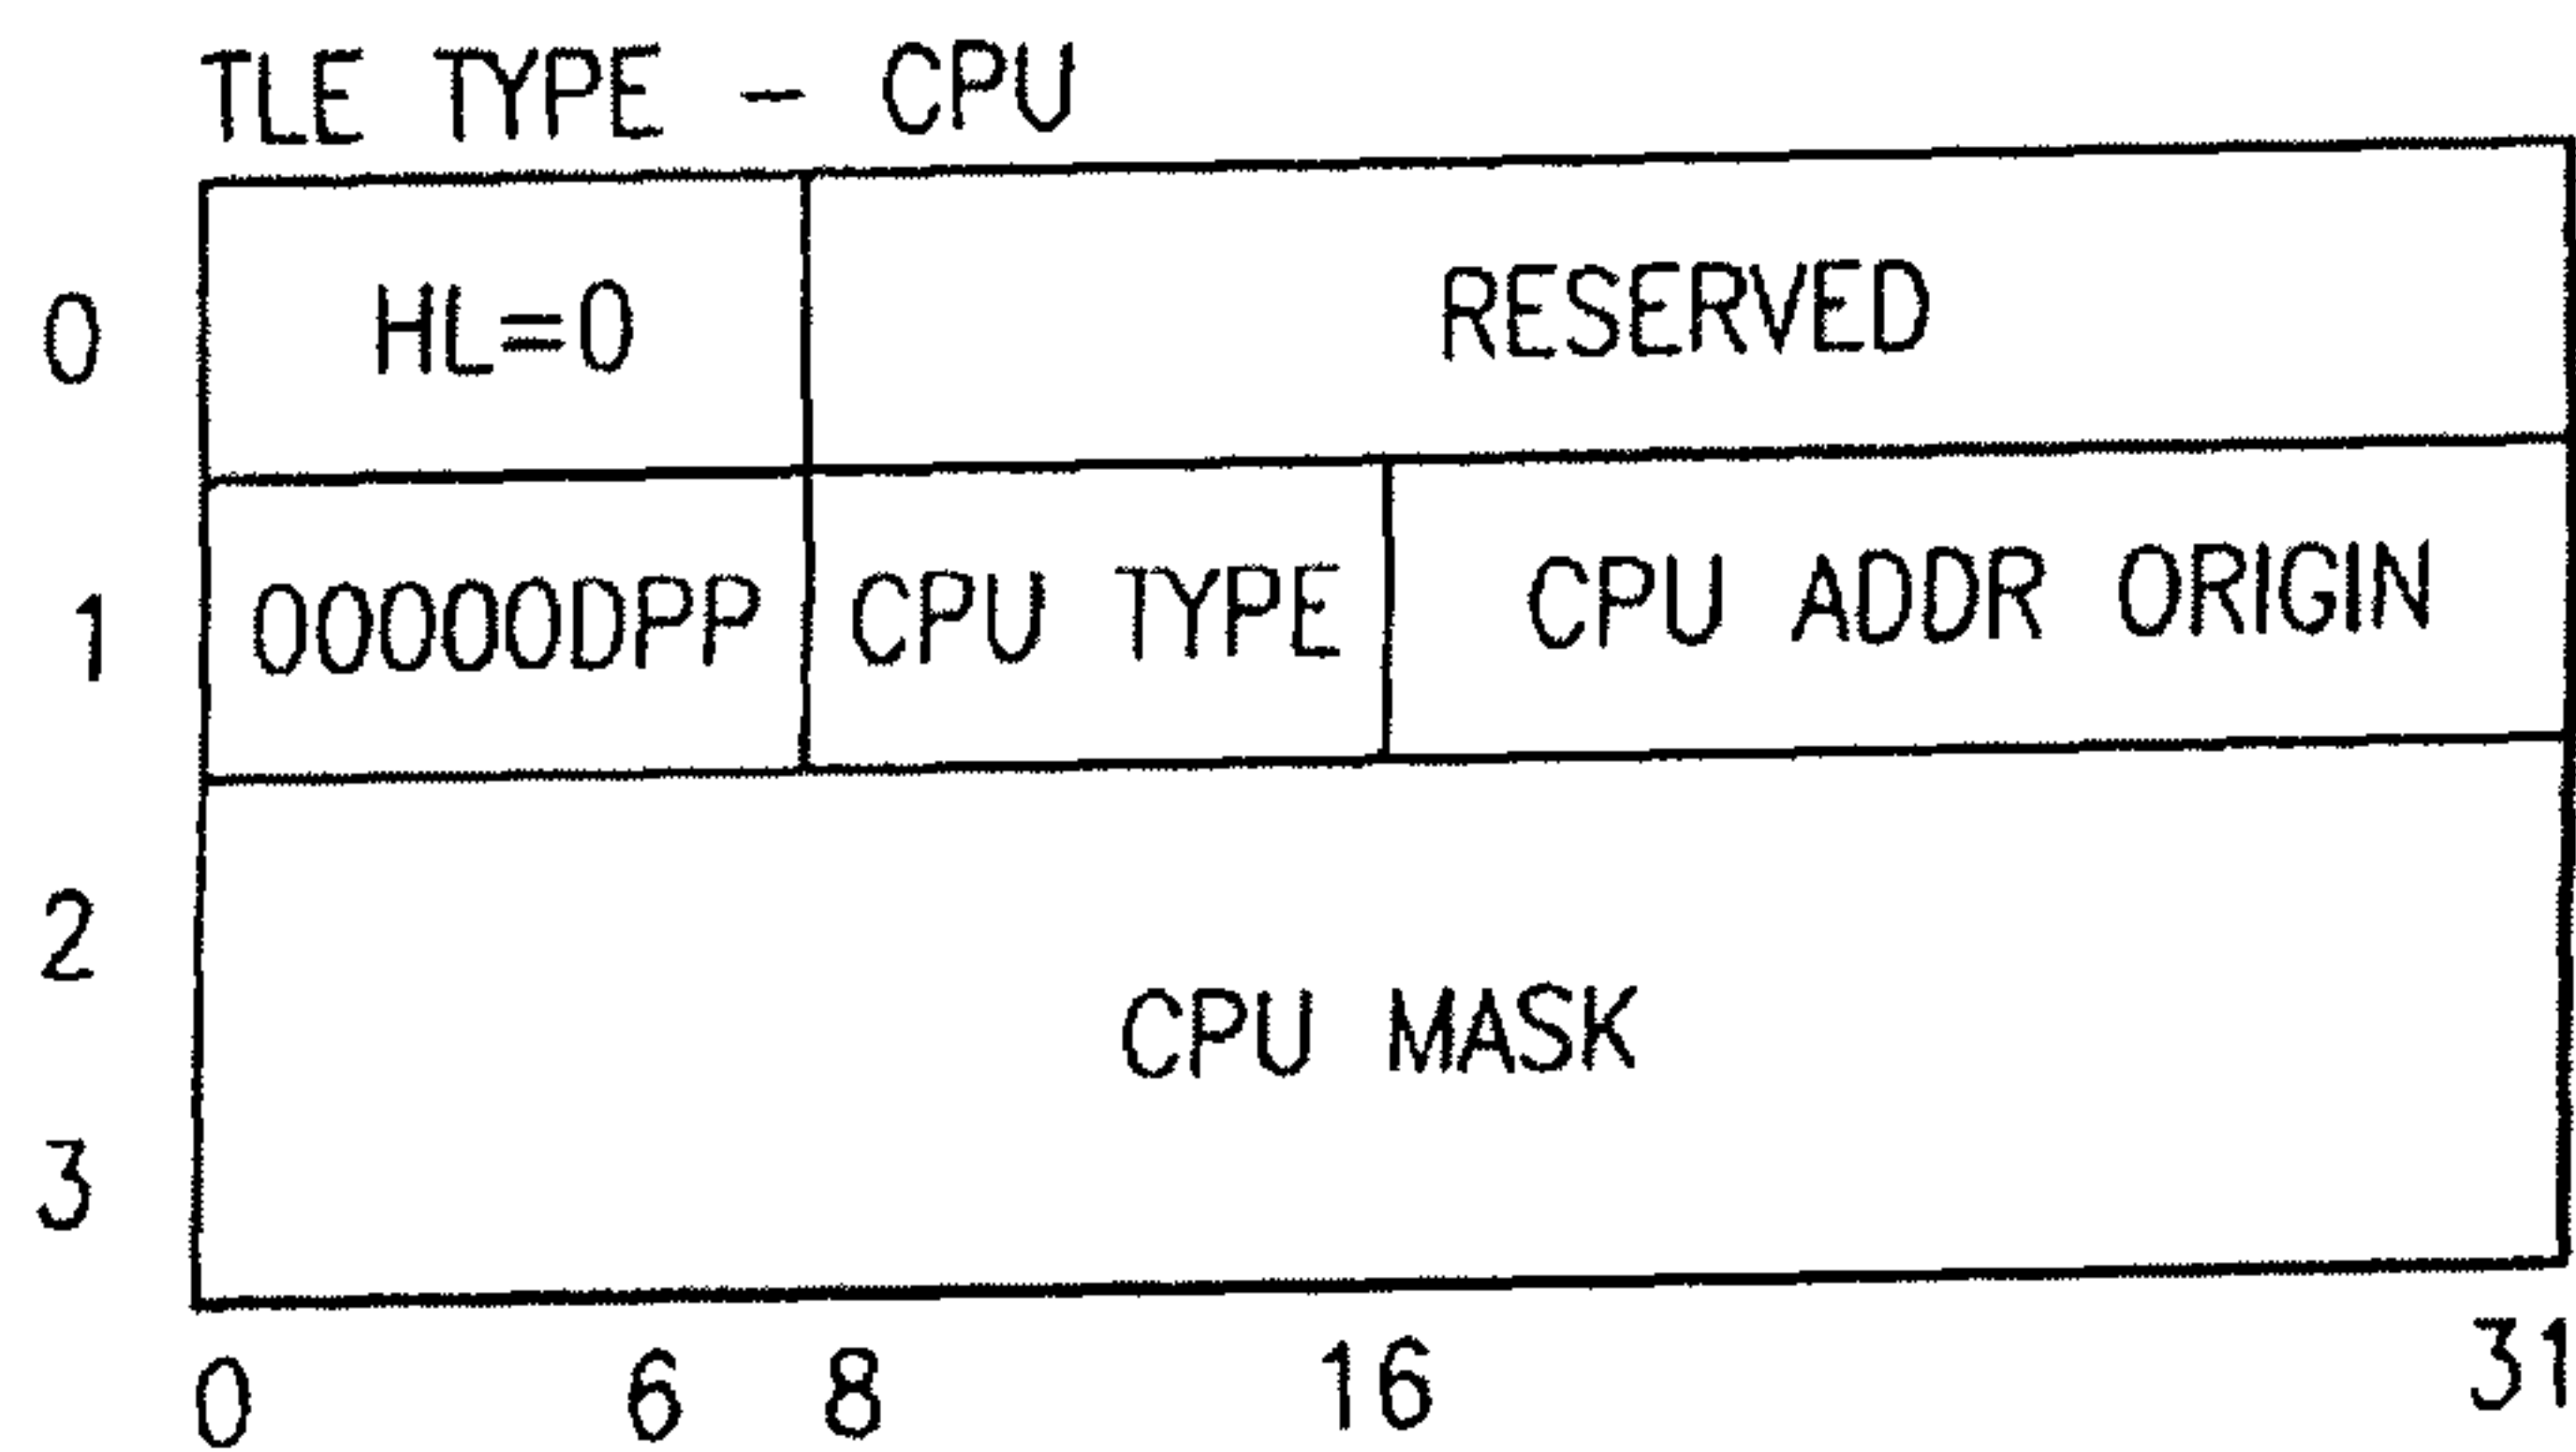 TLE TYPE - CPU
0 HL=0 RESERVED
1 00000DPP CPU TYPE CPU ADDR ORIGIN
2
CPU MASK
3
0 6 8 16 31